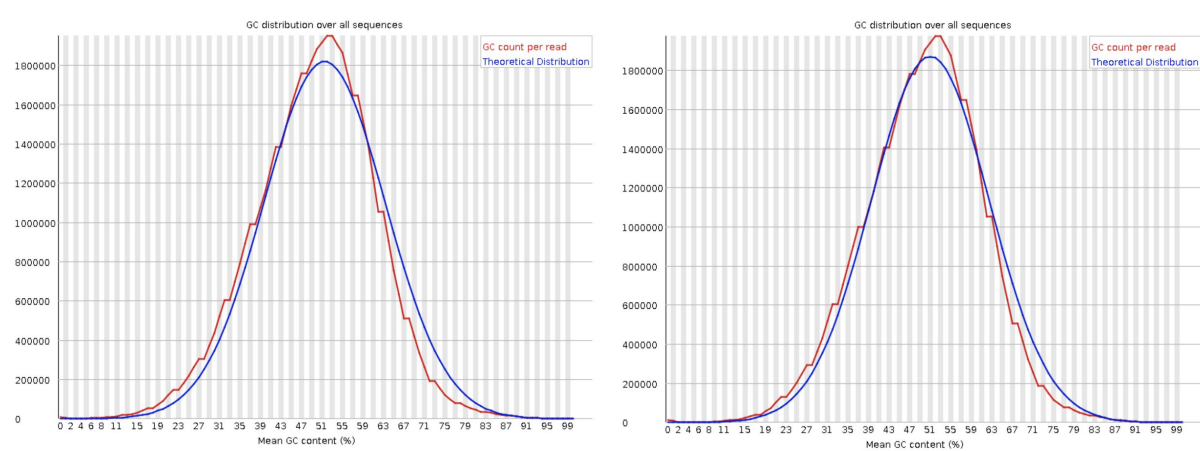 GC distribution over all sequences
GC count per read
Theoretical Distribution
1800000
1600000
1400000
1200000
1000000
800000
600000
400000
200000
0
0 2 4 6 8 11 15 19 23 27 31 35 39 43 47 51 55 59 63 67 71 75 79 83 87 91 95 99
Mean GC content (%)
GC distribution over all sequences
GC count per read
Theoretical Distribution
1800000
1600000
1400000
1200000
1000000
800000
600000
400000
200000
0
0 2 4 6 8 11 15 19 23 27 31 35 39 43 47 51 55 59 63 67 71 75 79 83 87 91 95 99
Mean GC content (%)